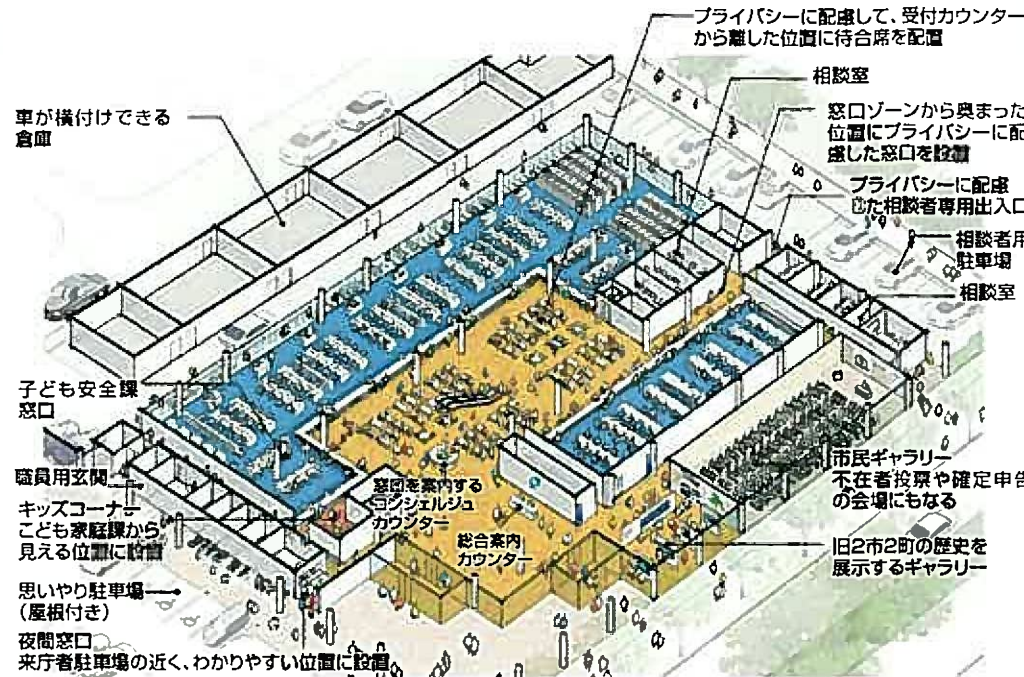 プライバシーに配慮して、受付カウンター
から離した位置に待合席を配置
相談室
窓口ゾーンから奥まった
位置にプライバシーに配
慮した窓口を設置
プライバシーに配慮
した相談者専用出入口
相談者用
駐車場
相談室
車が横付けできる
倉庫
子ども安全課
窓口
職員用玄関
キッズコーナー
こども家庭課から
見える位置に設置
思いやり駐車場
(屋根付き)
夜間窓口
来庁者駐車場の近く、わかりやすい位置に設置
窓口を案内する
コンシェルジュ
カウンター
総合案内
カウンター
市民ギャラリー
不在者投票や確定申告
の会場にもなる
旧2市2町の歴史を
展示するギャラリー